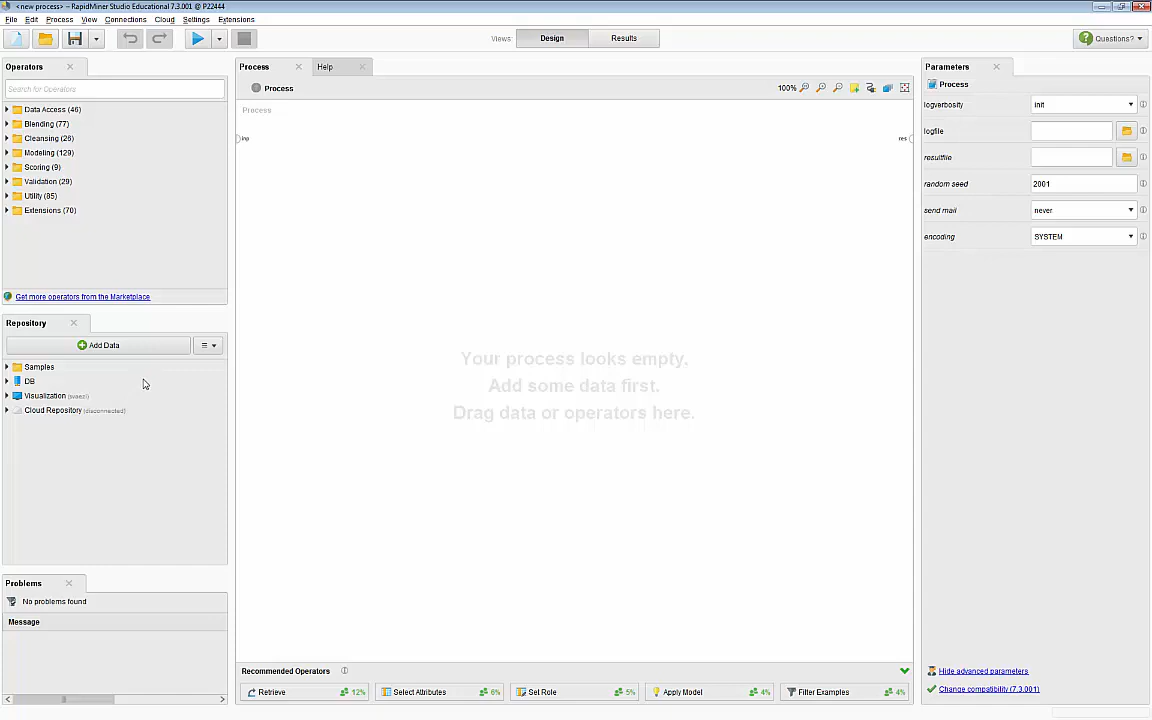 <new process> – RapidMiner Studio Educational 7.3.001 @ P22444
File Edit Process View Connections Cloud Settings Extensions
Views: Design Results
Questions?
Operators
Search for Operators
Data Access (46)
Blending (77)
Cleansing (26)
Modeling (129)
Scoring (9)
Validation (29)
Utility (85)
Extensions (70)
Get more operators from the Marketplace
Repository
Add Data
Samples
DB
Visualization
Cloud Repository (disconnected)
Problems
No problems found
Message
Process Help
Process
100%
Process
inp
res
Your process looks empty.
Add some data first.
Drag data or operators here.
Recommended Operators
Retrieve 12%
Select Attributes 6%
Set Role 5%
Apply Model 4%
Filter Examples 4%
Parameters
Process
logverbosity init
logfile
resultfile
random seed 2001
send mail never
encoding SYSTEM
Hide advanced parameters
Change compatibility (7.3.001)